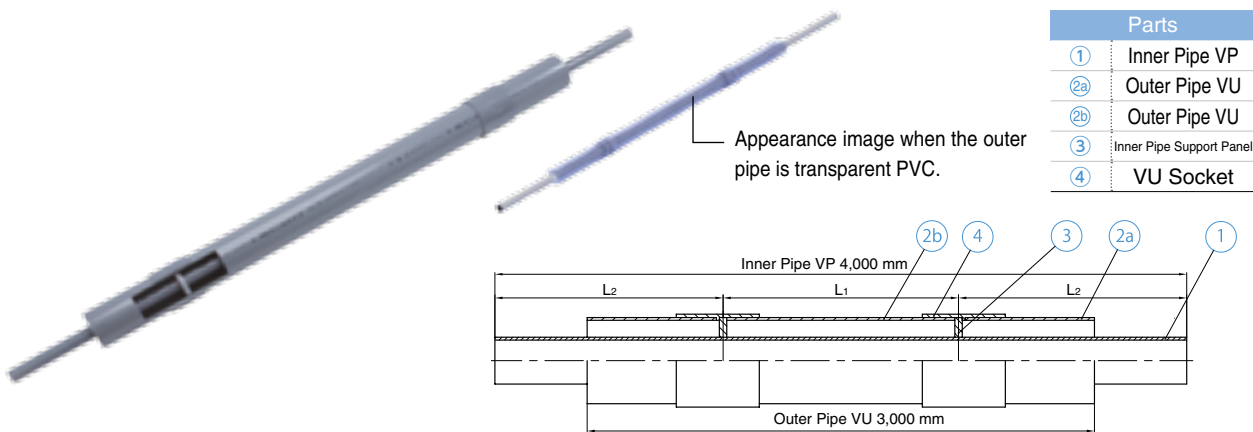 Parts
① Inner Pipe VP
②a Outer Pipe VU
②b Outer Pipe VU
③ Inner Pipe Support Panel
④ VU Socket
Appearance image when the outer
pipe is transparent PVC.
2b 4 3 2a 1
Inner Pipe VP 4,000 mm
L2 L1 L2
Outer Pipe VU 3,000 mm